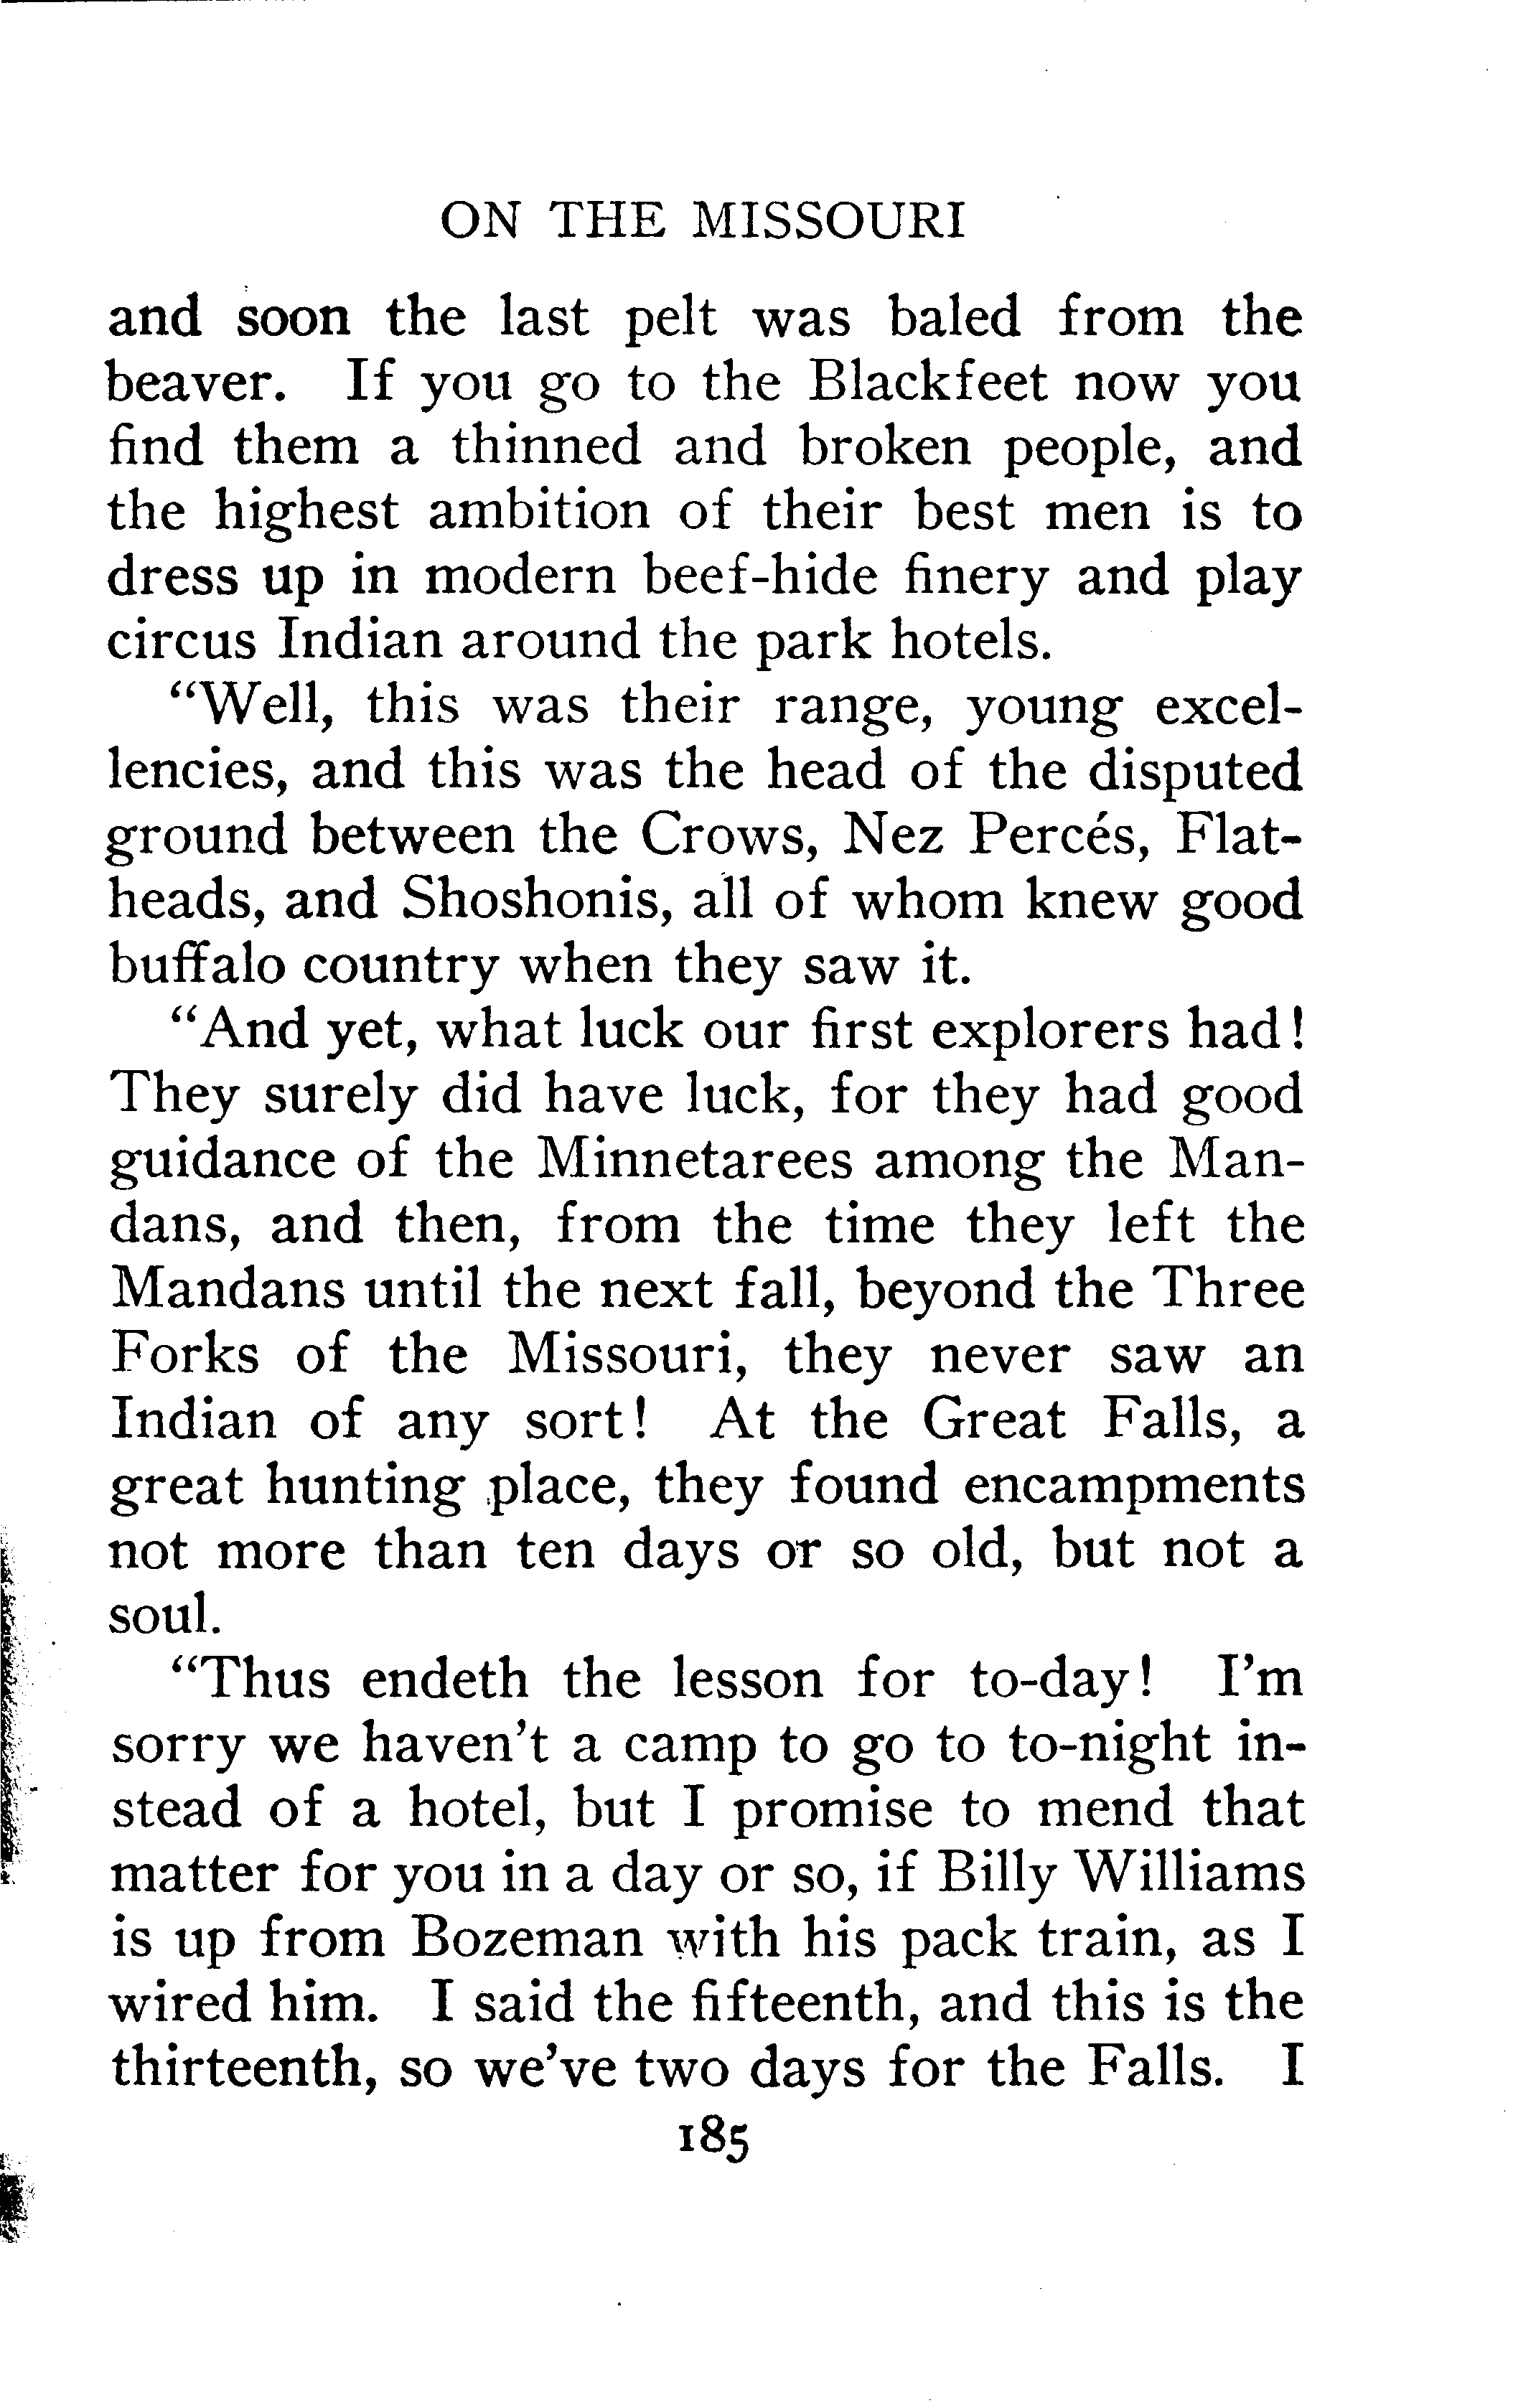 ON THE MISSOURI
and soon the last pelt was baled from the
beaver. If you go to the Blackfeet now you
find them a thinned and broken people, and
the highest ambition of their best men is to
dress up in modern beef-hide finery and play
circus Indian around the park hotels.
“Well, this was their range, young excel-
lencies, and this was the head of the disputed
ground between the Crows, Nez Percés, Flat-
heads, and Shoshonis, all of whom knew good
buffalo country when they saw it.
“And yet, what luck our first explorers had!
They surely did have luck, for they had good
guidance of the Minnetarees among the Man-
dans, and then, from the time they left the
Mandans until the next fall, beyond the Three
Forks of the Missouri, they never saw an
Indian of any sort! At the Great Falls, a
great hunting place, they found encampments
not more than ten days or so old, but not a
soul.
“Thus endeth the lesson for to-day! I’m
sorry we haven’t a camp to go to to-night in-
stead of a hotel, but I promise to mend that
matter for you in a day or so, if Billy Williams
is up from Bozeman with his pack train, as I
wired him. I said the fifteenth, and this is the
thirteenth, so we’ve two days for the Falls. I
185